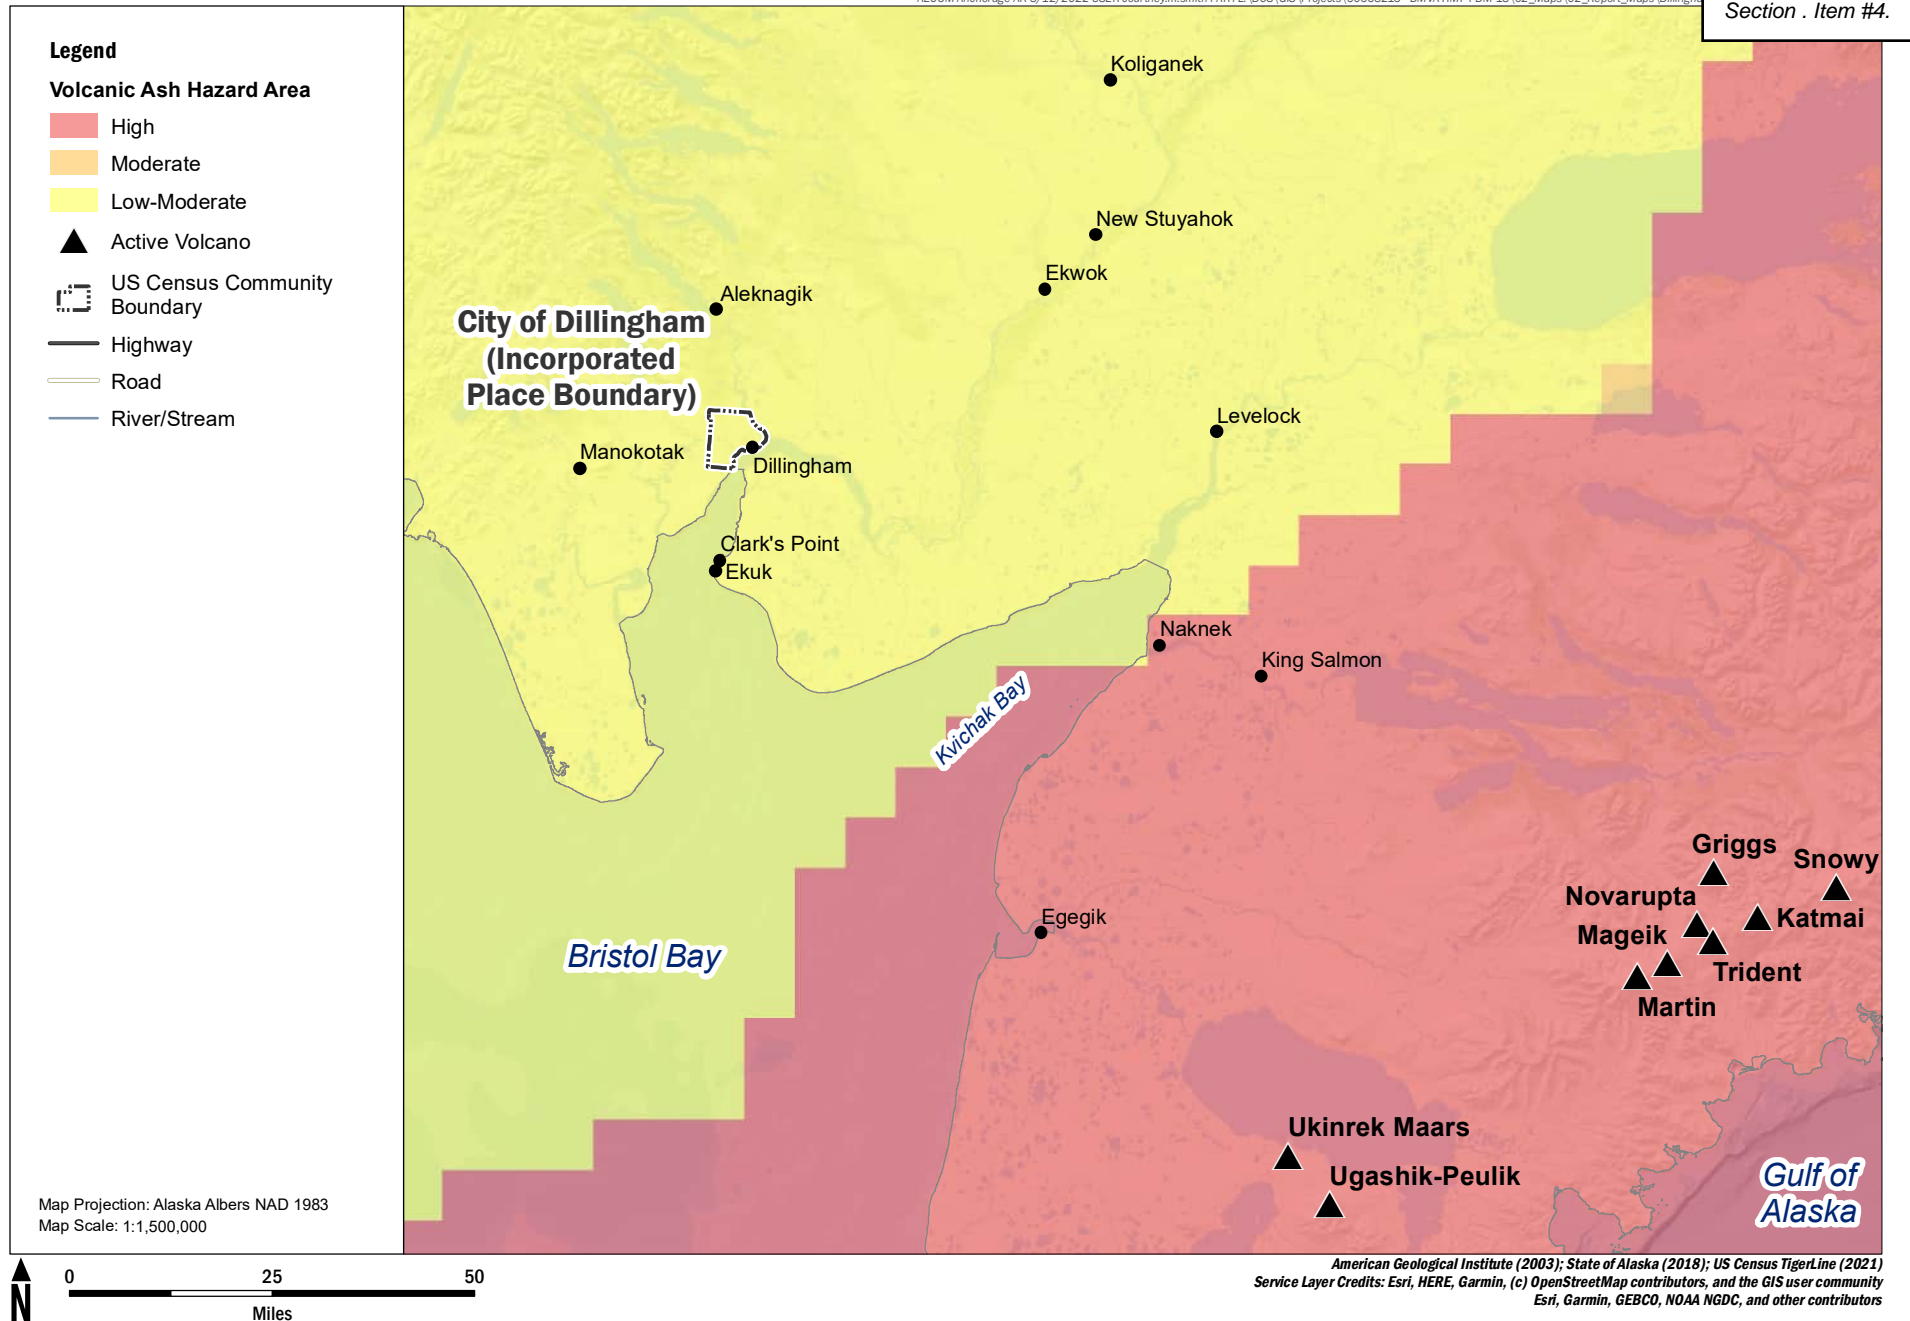 Section . Item #4.
Legend
Volcanic Ash Hazard Area
High
Moderate
Low-Moderate
Active Volcano
US Census Community
Boundary
Highway
Road
River/Stream
Map Projection: Alaska Albers NAD 1983
Map Scale: 1:1,500,000
Koliganek
New Stuyahok
Ekwok
Aleknagik
City of Dillingham
(Incorporated
Place Boundary)
Levelock
Manokotak
Dillingham
Clark's Point
Ekuk
Naknek
King Salmon
Kvichak Bay
Griggs
Snowy
Novarupta
Katmai
Mageik
Trident
Martin
Egegik
Bristol Bay
Ukinrek Maars
Ugashik-Peulik
Gulf of
Alaska
N
0 25 50
Miles
American Geological Institute (2003); State of Alaska (2018); US Census TigerLine (2021)
Service Layer Credits: Esri, HERE, Garmin, (c) OpenStreetMap contributors, and the GIS user community
Esri, Garmin, GEBCO, NOAA NGDC, and other contributors